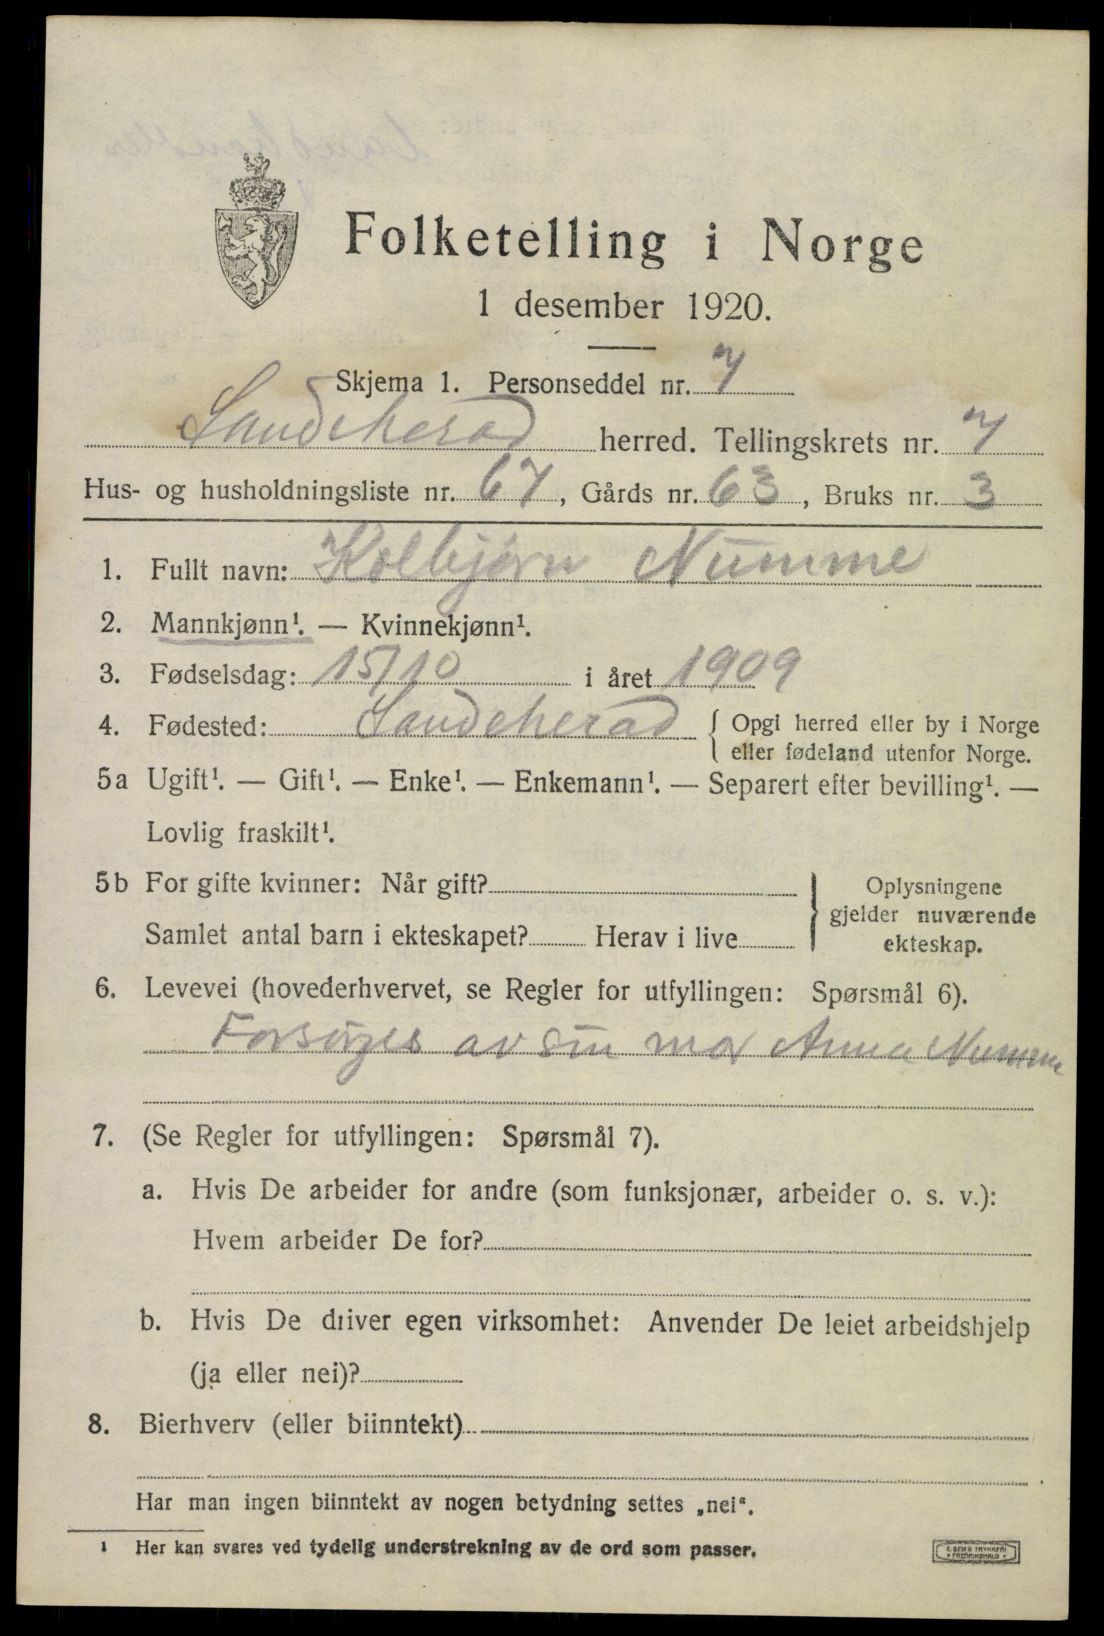 Folketelling i Norge
1 desember 1920.
Skjema 1. Personseddel nr. 7
Saudeherad herred. Tellingskrets nr. 7
Hus- og husholdningsliste nr. 67, Gårds nr. 63, Bruks nr. 3
1. Fullt navn: Kolbjørn Numme
2. Mannkjønn¹. — Kvinnekjønn¹.
3. Fødselsdag: 15/10 i året 1909
4. Fødested: Saudeherad { Opgi herred eller by i Norge
eller fødeland utenfor Norge.
5a Ugift¹. — Gift¹. — Enke¹. — Enkemann¹. — Separert efter bevilling¹. —
Lovlig fraskilt¹.
5b For gifte kvinner: Når gift?
Samlet antal barn i ekteskapet? Herav i live
} Oplysningene
gjelder nuværende
ekteskap.
6. Levevei (hovederhvervet, se Regler for utfyllingen: Spørsmål 6).
Forsørges av sin mor Anna Numme
7. (Se Regler for utfyllingen: Spørsmål 7).
a. Hvis De arbeider for andre (som funksjonær, arbeider o. s. v.):
Hvem arbeider De for?
b. Hvis De driver egen virksomhet: Anvender De leiet arbeidshjelp
(ja eller nei)?
8. Bierhverv (eller biinntekt)
Har man ingen biinntekt av nogen betydning settes „nei“.
¹ Her kan svares ved tydelig understrekning av de ord som passer.
E. SEM'S TRYKKERI
FREDRIKSHALD